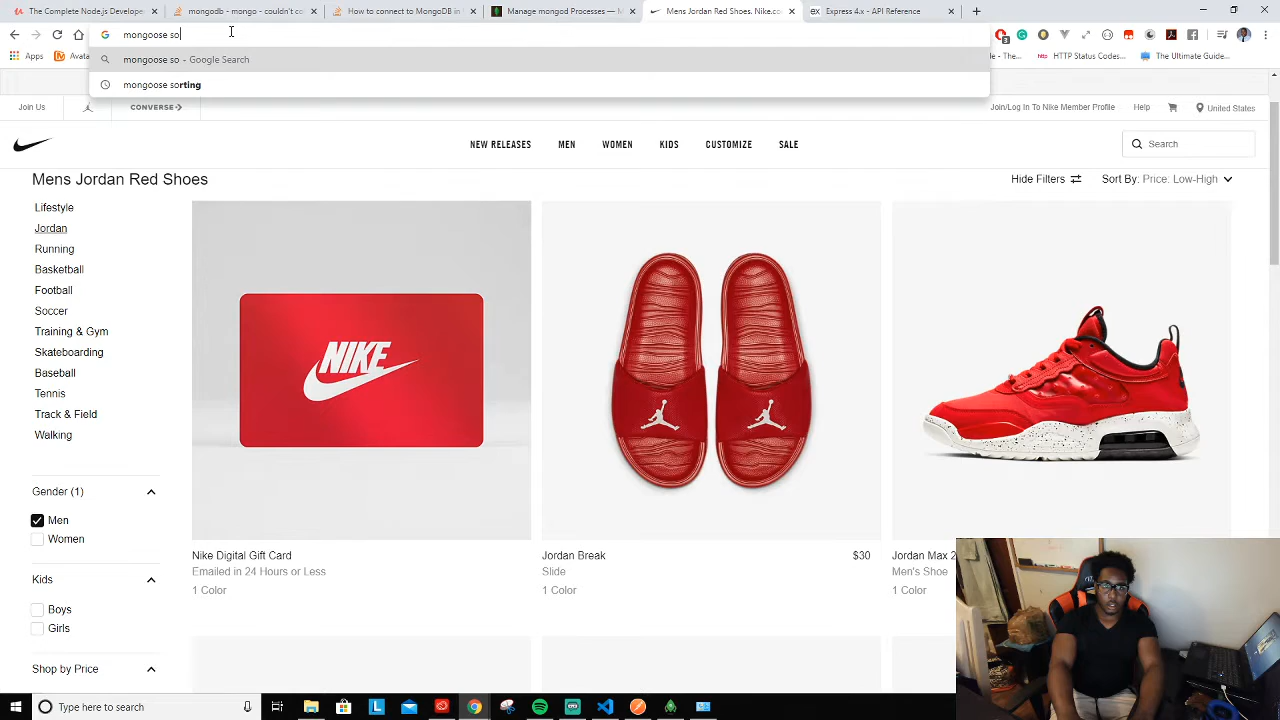 The Complete Node.js Developer C
mongodb - mongo - couldn't co
How to connect to MongoDB in
Manage mongod Processes — M
Mens Jordan Red Shoes. Nike.co
EX Express 4.x - API Reference
mongoose so
Apps
Avata
http
HTTP Status Codes...
mongoose so - Google Search
mongoose sorting
Join Us
CONVERSE
Join/Log In To Nike Member Profile
Help
United States
NEW RELEASES
MEN
WOMEN
KIDS
CUSTOMIZE
SALE
Search
Mens Jordan Red Shoes
Hide Filters
Sort By: Price: Low-High
Lifestyle
Jordan
Running
Basketball
Football
Soccer
Training & Gym
Skateboarding
Baseball
Tennis
Track & Field
Walking
Gender (1)
Men
Women
Kids
Boys
Girls
Shop by Price
NIKE
Nike Digital Gift Card
Emailed in 24 Hours or Less
1 Color
Jordan Break
$30
Slide
1 Color
Jordan Max 2
Men's Shoe
1 Color
Type here to search